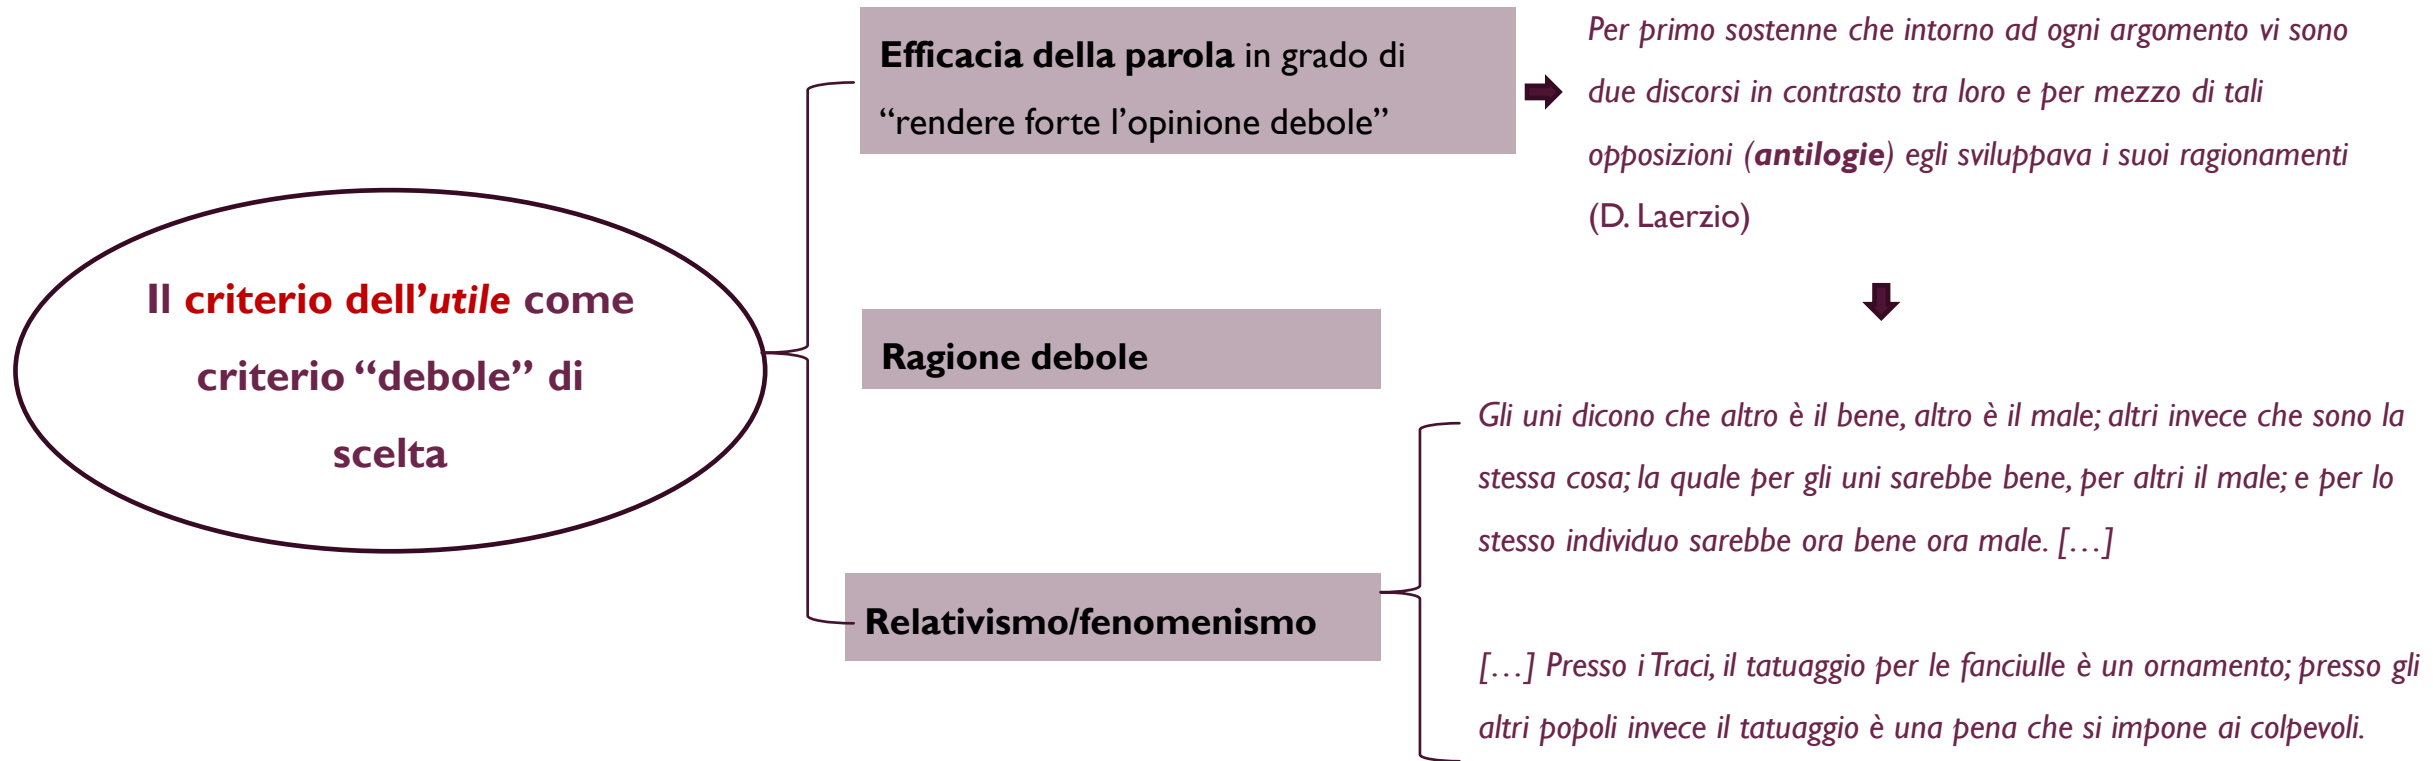 Il criterio dell’utile come
criterio “debole” di
scelta
Efficacia della parola in grado di
“rendere forte l’opinione debole”
Per primo sostenne che intorno ad ogni argomento vi sono
due discorsi in contrasto tra loro e per mezzo di tali
opposizioni (antilogie) egli sviluppava i suoi ragionamenti
(D. Laerzio)
Ragione debole
Relativismo/fenomenismo
Gli uni dicono che altro è il bene, altro è il male; altri invece che sono la
stessa cosa; la quale per gli uni sarebbe bene, per altri il male; e per lo
stesso individuo sarebbe ora bene ora male. […]
[…] Presso i Traci, il tatuaggio per le fanciulle è un ornamento; presso gli
altri popoli invece il tatuaggio è una pena che si impone ai colpevoli.